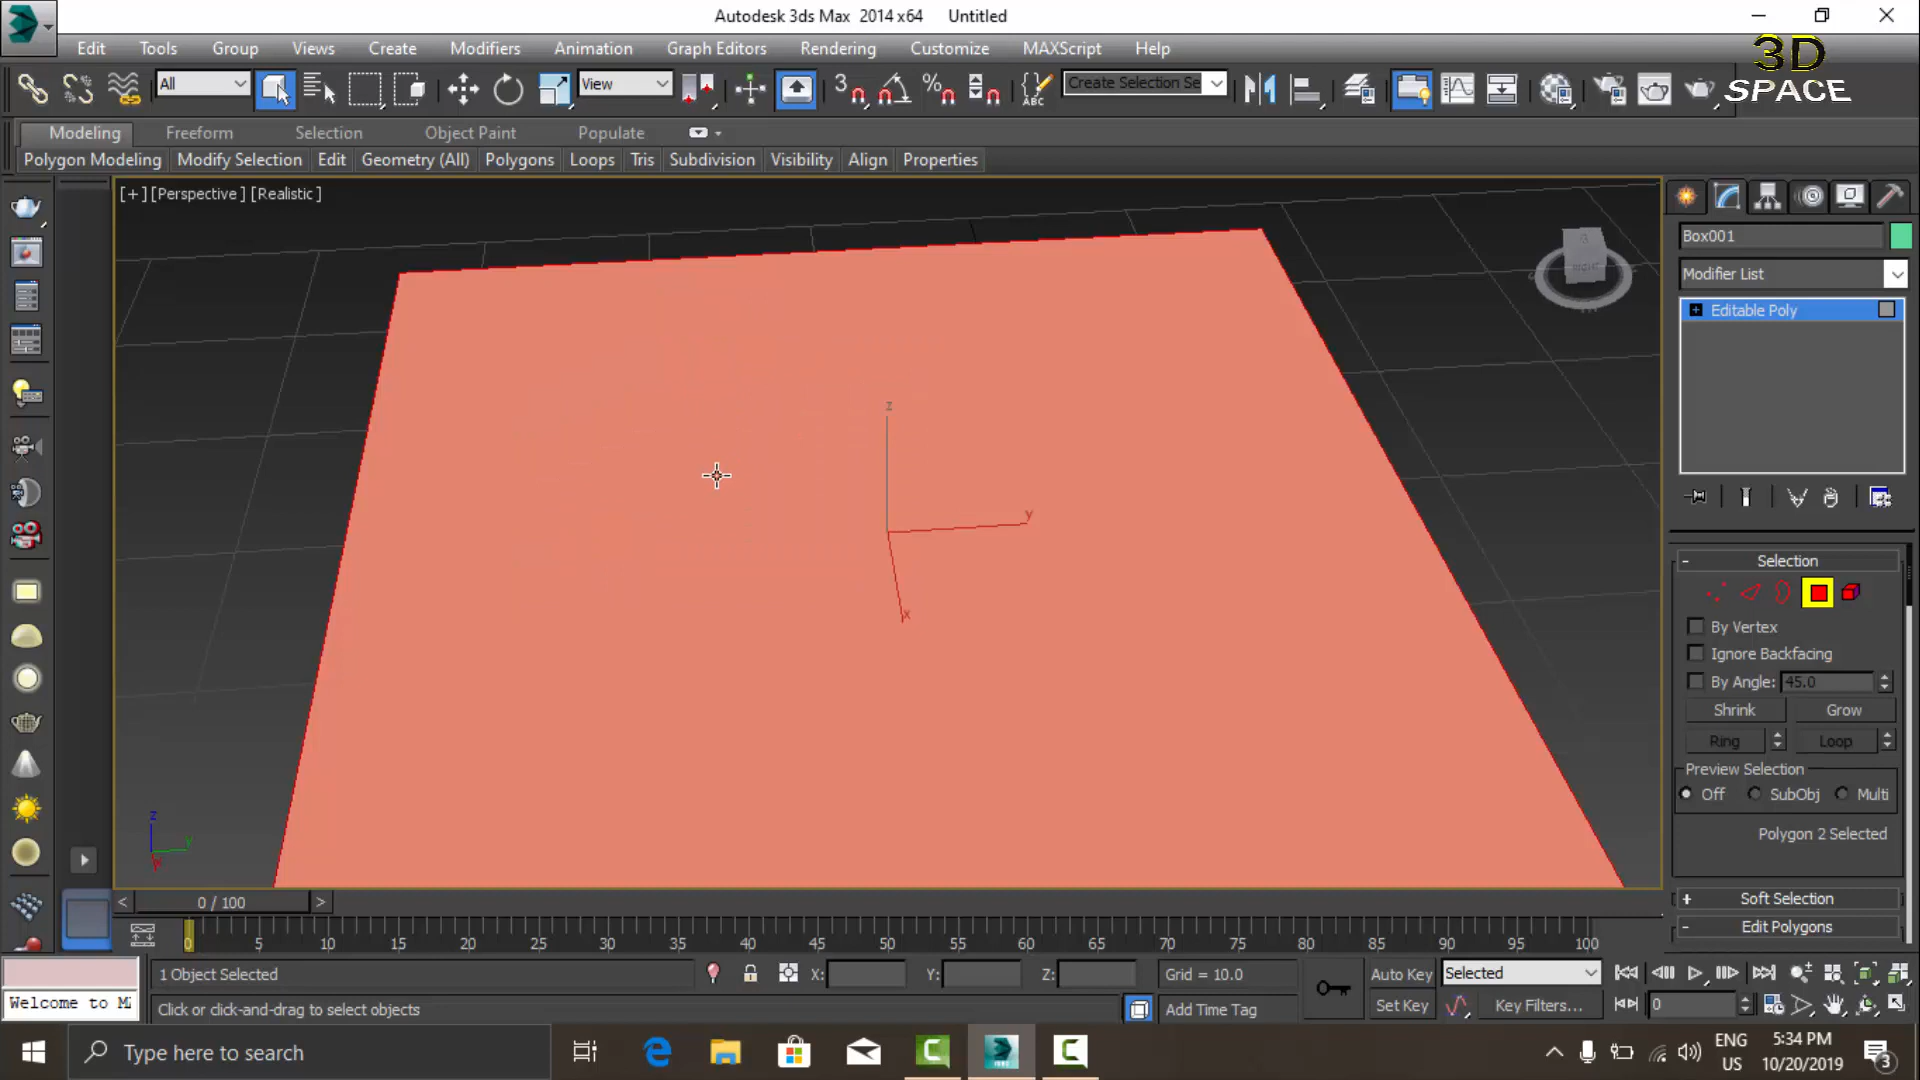 Autodesk 3ds Max 2014 x64 Untitled
Edit Tools Group Views Create Modifiers Animation Graph Editors Rendering Customize MAXScript Help
3D SPACE
All View Create Selection Se
Modeling Freeform Selection Object Paint Populate
Polygon Modeling Modify Selection Edit Geometry (All) Polygons Loops Tris Subdivision Visibility Align Properties
[+] [Perspective] [Realistic]
Box001
Modifier List
Editable Poly
z
y
x
Selection
By Vertex
Ignore Backfacing
By Angle: 45.0
Shrink Grow
Ring Loop
Preview Selection
Off SubObj Multi
Polygon 2 Selected
Soft Selection
Edit Polygons
z
y
< 0 / 100 >
0 5 10 15 20 25 30 35 40 45 50 55 60 65 70 75 80 85 90 95 100
1 Object Selected X: Y: Z: Grid = 10.0 Auto Key Selected
Welcome to
Click or click-and-drag to select objects Add Time Tag Set Key Key Filters... 0
Type here to search
ENG
US
5:34 PM
10/20/2019
3